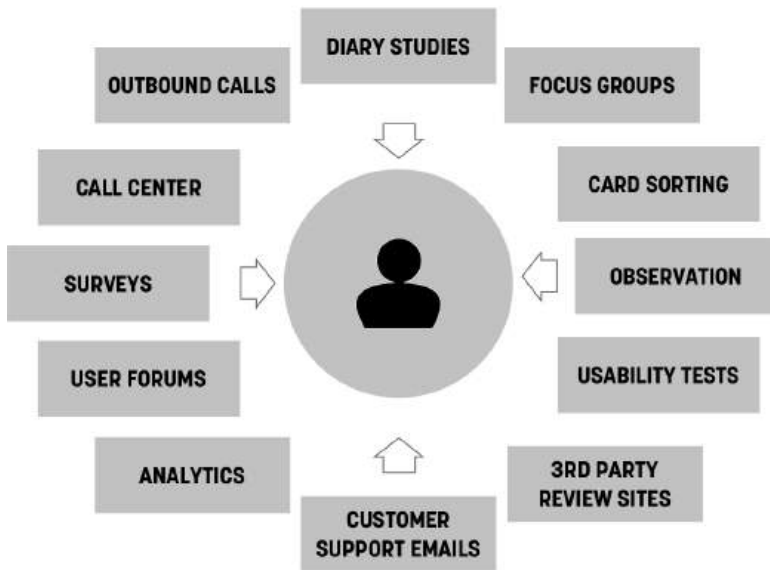 DIARY STUDIES
OUTBOUND CALLS
FOCUS GROUPS
CALL CENTER
CARD SORTING
SURVEYS
OBSERVATION
USER FORUMS
USABILITY TESTS
ANALYTICS
3RD PARTY
REVIEW SITES
CUSTOMER
SUPPORT EMAILS